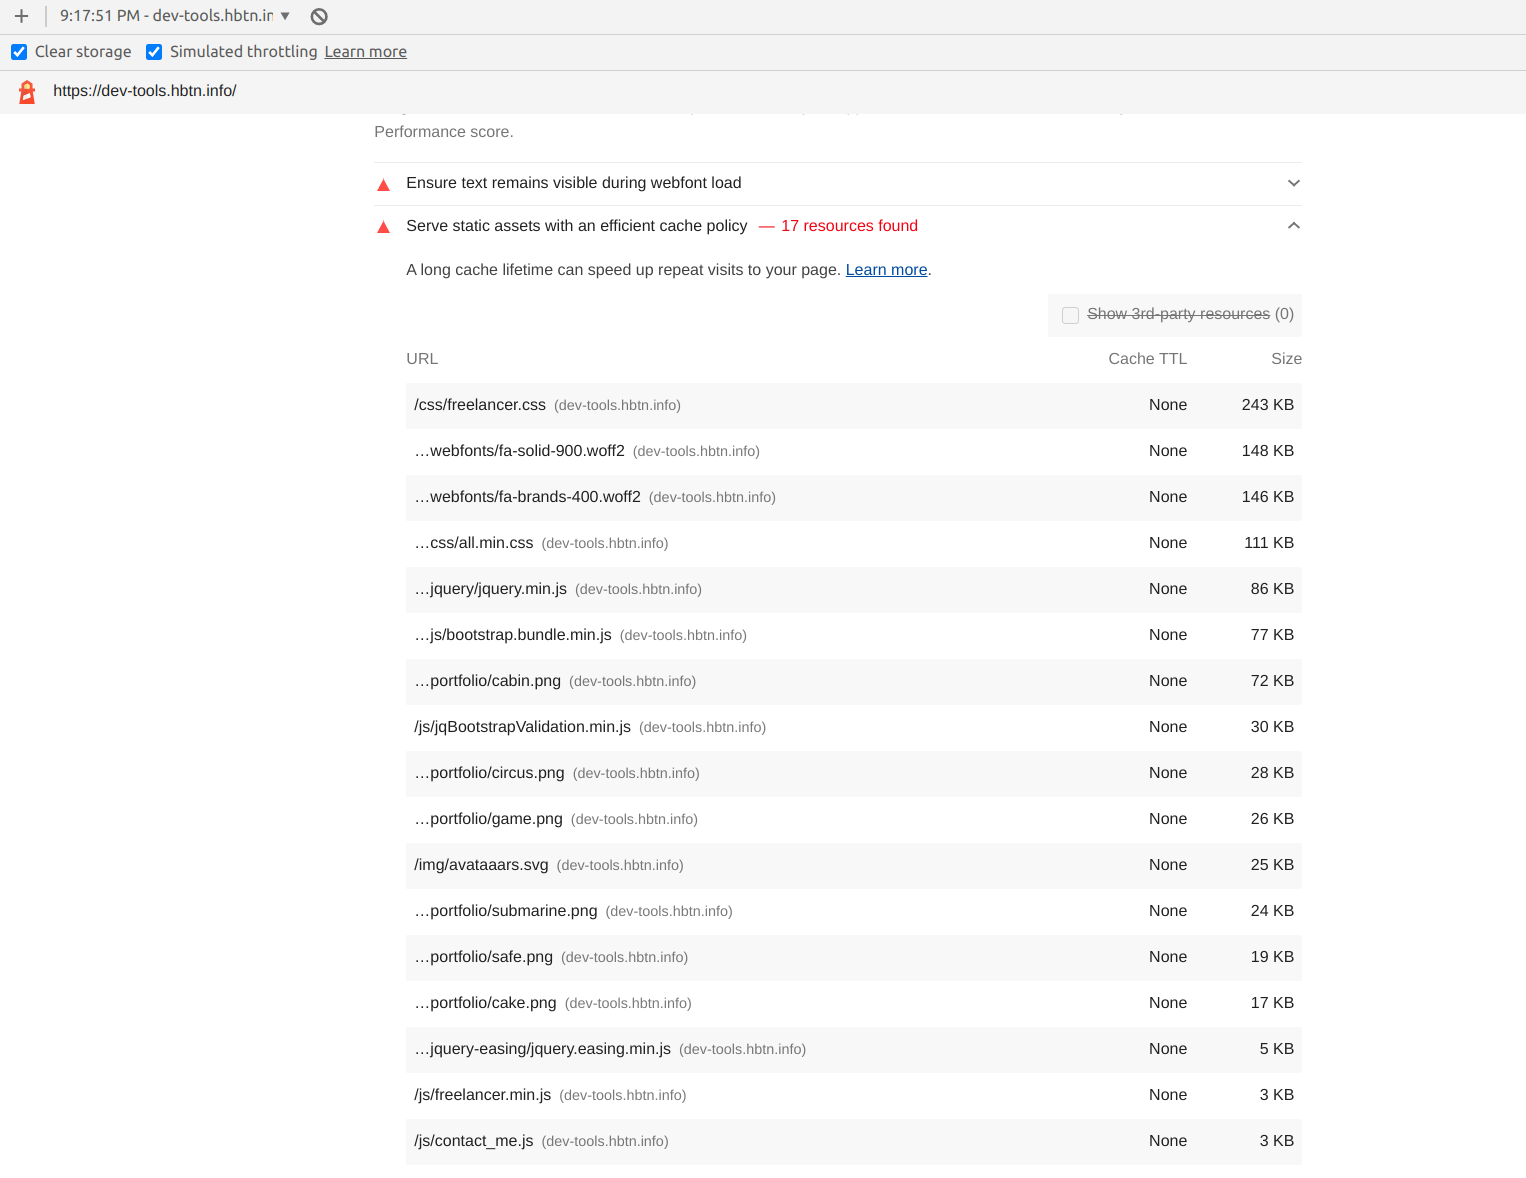 9:17:51 PM - dev-tools.hbtn.in
Clear storage Simulated throttling Learn more
https://dev-tools.hbtn.info/
Performance score.
Ensure text remains visible during webfont load
Serve static assets with an efficient cache policy — 17 resources found
A long cache lifetime can speed up repeat visits to your page. Learn more.
Show 3rd-party resources (0)
URL Cache TTL Size
/css/freelancer.css (dev-tools.hbtn.info) None 243 KB
…webfonts/fa-solid-900.woff2 (dev-tools.hbtn.info) None 148 KB
…webfonts/fa-brands-400.woff2 (dev-tools.hbtn.info) None 146 KB
…css/all.min.css (dev-tools.hbtn.info) None 111 KB
…jquery/jquery.min.js (dev-tools.hbtn.info) None 86 KB
…js/bootstrap.bundle.min.js (dev-tools.hbtn.info) None 77 KB
…portfolio/cabin.png (dev-tools.hbtn.info) None 72 KB
/js/jqBootstrapValidation.min.js (dev-tools.hbtn.info) None 30 KB
…portfolio/circus.png (dev-tools.hbtn.info) None 28 KB
…portfolio/game.png (dev-tools.hbtn.info) None 26 KB
/img/avataaars.svg (dev-tools.hbtn.info) None 25 KB
…portfolio/submarine.png (dev-tools.hbtn.info) None 24 KB
…portfolio/safe.png (dev-tools.hbtn.info) None 19 KB
…portfolio/cake.png (dev-tools.hbtn.info) None 17 KB
…jquery-easing/jquery.easing.min.js (dev-tools.hbtn.info) None 5 KB
/js/freelancer.min.js (dev-tools.hbtn.info) None 3 KB
/js/contact_me.js (dev-tools.hbtn.info) None 3 KB